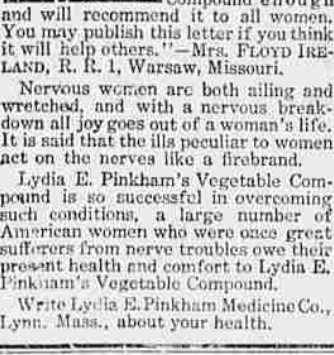 Compound enough
and will recommend it to all women.
You may publish this letter if you think
it will help others."—Mrs. FLOYD IRE-
LAND, R. R. 1, Warsaw, Missouri.
Nervous women are both ailing and
wretched, and with a nervous break-
down all joy goes out of a woman's life.
It is said that the ills peculiar to women
act on the nerves like a firebrand.
Lydia E. Pinkham's Vegetable Com-
pound is so successful in overcoming
such conditions, a large number of
American women who were once great
sufferers from nerve troubles owe their
present health and comfort to Lydia E.
Pinkham's Vegetable Compound.
Write Lydia E. Pinkham Medicine Co.,
Lynn, Mass., about your health.